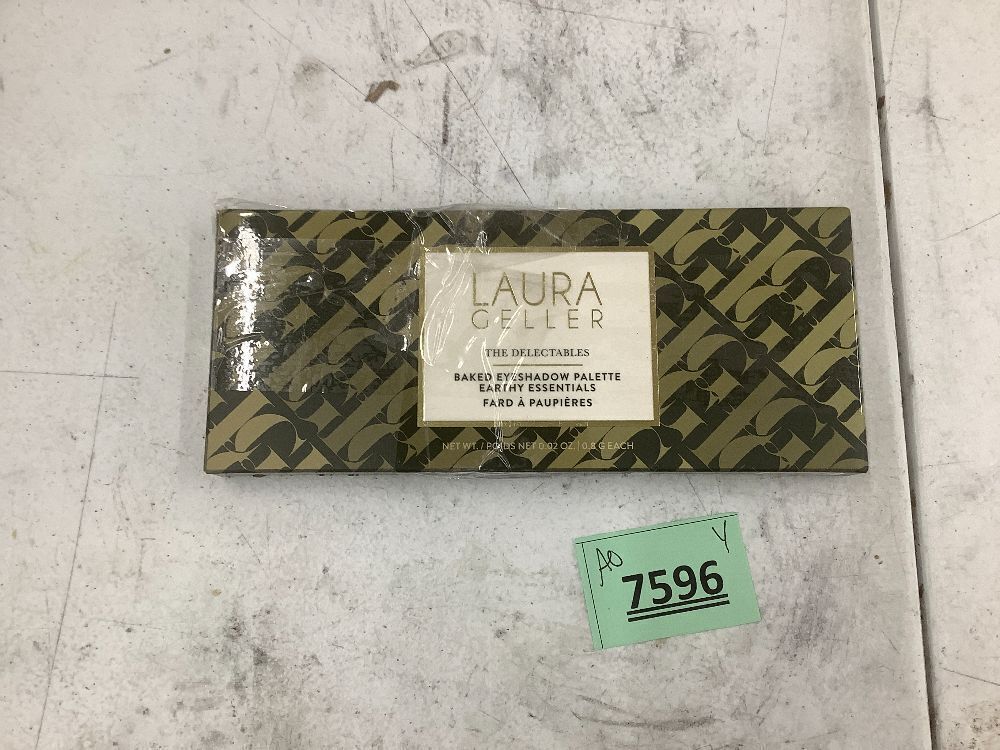 LAURA
GELLER
THE DELECTABLES
BAKED EYESHADOW PALETTE
EARTHY ESSENTIALS
FARD À PAUPIÈRES
NET WT. / POIDS NET 0.02 OZ. | 0.8 G EACH
AO Y
7596